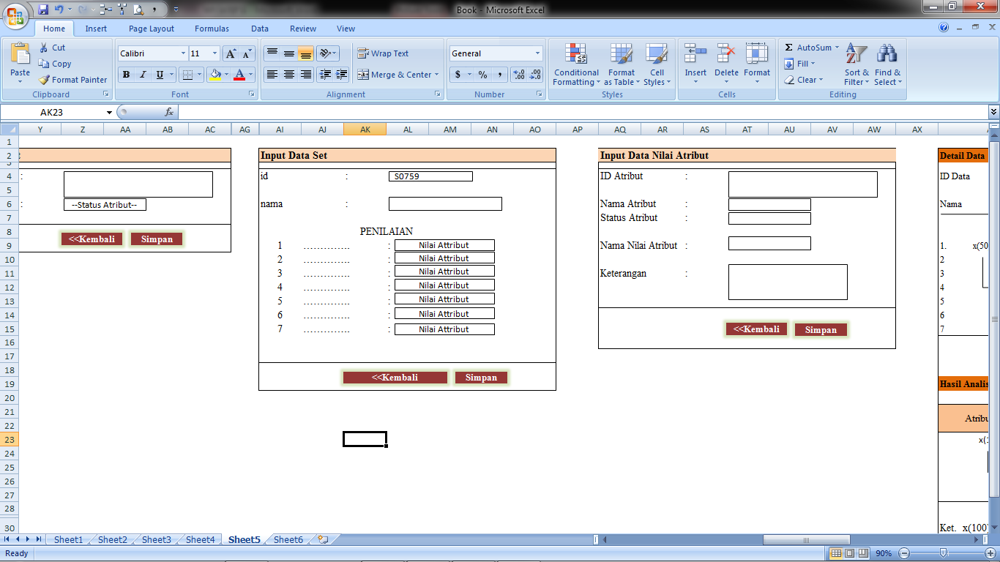 Book - Microsoft Excel
Home Insert Page Layout Formulas Data Review View
Paste Cut Copy Format Painter Clipboard
Calibri 11 A A B I U A Font
Wrap Text Merge & Center Alignment
General $ % , .0 .00 .00 .0 Number
Conditional Formatting Format as Table Cell Styles Styles
Insert Delete Format Cells
Σ AutoSum Fill Clear Sort & Filter Find & Select Editing
AK23 fx
Y Z AA AB AC AG AI AJ AK AL AM AN AO AP AQ AR AS AT AU AV AW AX
1
2 Input Data Set Input Data Nilai Atribut Detail Data
3
4 : id : S0759 ID Atribut : ID Data
5
6 : --Status Atribut-- nama : Nama Atribut : Nama
7 Status Atribut :
8 <<Kembali Simpan PENILAIAN
9 1 .............. : Nilai Attribut Nama Nilai Atribut : 1. x(50
10 2 .............. : Nilai Attribut 2
11 3 .............. : Nilai Attribut Keterangan : 3
12 4 .............. : Nilai Attribut 4
13 5 .............. : Nilai Attribut 5
14 6 .............. : Nilai Attribut 6
15 7 .............. : Nilai Attribut <<Kembali Simpan 7
16
17
18 <<Kembali Simpan
19 Hasil Analis
20
21
22 Atribu
23 x(1
24
25
26
27
28
30 Ket. x(100)
Sheet1 Sheet2 Sheet3 Sheet4 Sheet5 Sheet6
Ready 90%